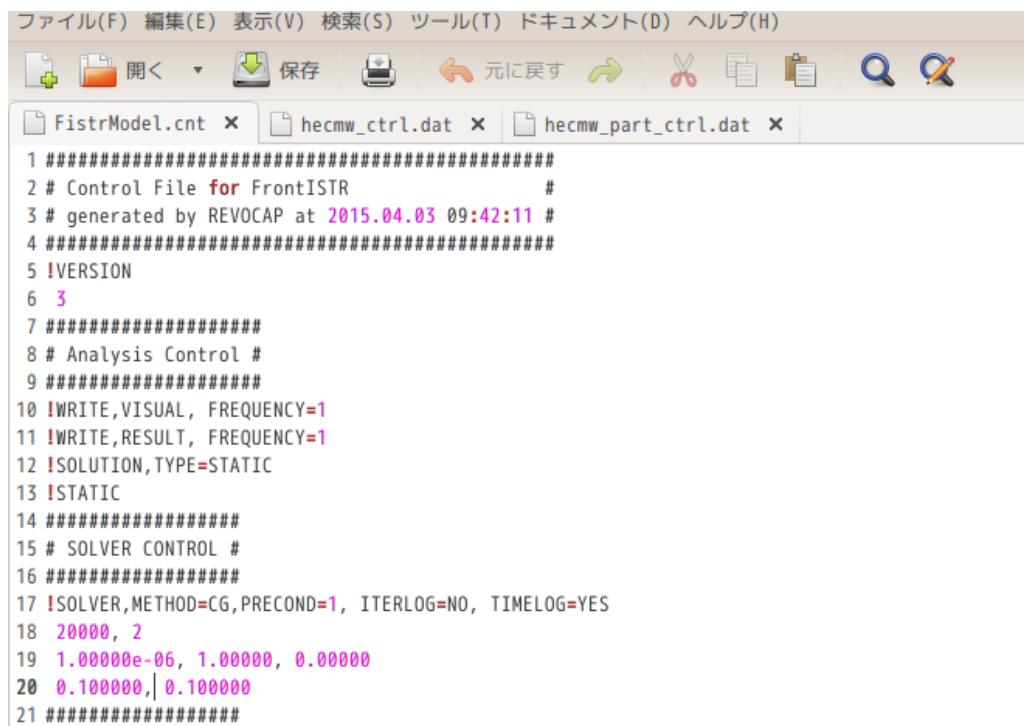 ファイル(F) 編集(E) 表示(V) 検索(S) ツール(T) ドキュメント(D) ヘルプ(H)
開く 保存 元に戻す
FistrModel.cnt × hecmw_ctrl.dat × hecmw_part_ctrl.dat ×
1 ###############################################
2 # Control File for FrontISTR #
3 # generated by REVOCAP at 2015.04.03 09:42:11 #
4 ###############################################
5 !VERSION
6 3
7 ####################
8 # Analysis Control #
9 ####################
10 !WRITE,VISUAL, FREQUENCY=1
11 !WRITE,RESULT, FREQUENCY=1
12 !SOLUTION,TYPE=STATIC
13 !STATIC
14 ##################
15 # SOLVER CONTROL #
16 ##################
17 !SOLVER,METHOD=CG,PRECOND=1, ITERLOG=NO, TIMELOG=YES
18 20000, 2
19 1.00000e-06, 1.00000, 0.00000
20 0.100000, 0.100000
21 ##################